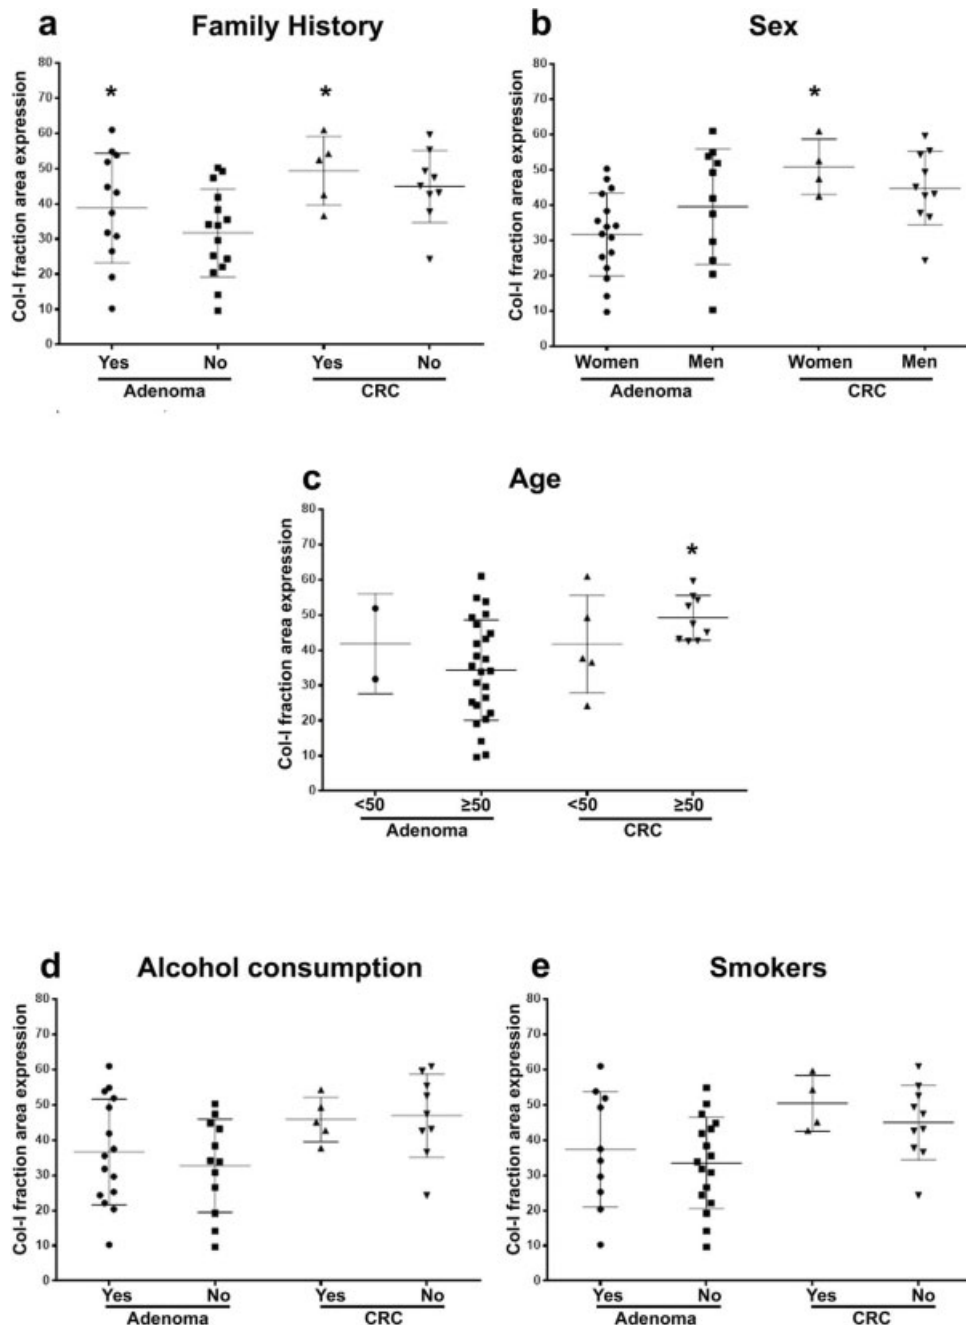 a Family History
Col-I fraction area expression
80
70
60
50
40
30
20
10
0
* *
Yes No Yes No
Adenoma CRC
b Sex
Col-I fraction area expression
80
70
60
50
40
30
20
10
0
*
Women Men Women Men
Adenoma CRC
c Age
Col-I fraction area expression
80
70
60
50
40
30
20
10
0
*
<50 ≥50 <50 ≥50
Adenoma CRC
d Alcohol consumption
Col-I fraction area expression
80
70
60
50
40
30
20
10
0
Yes No Yes No
Adenoma CRC
e Smokers
Col-I fraction area expression
80
70
60
50
40
30
20
10
0
Yes No Yes No
Adenoma CRC